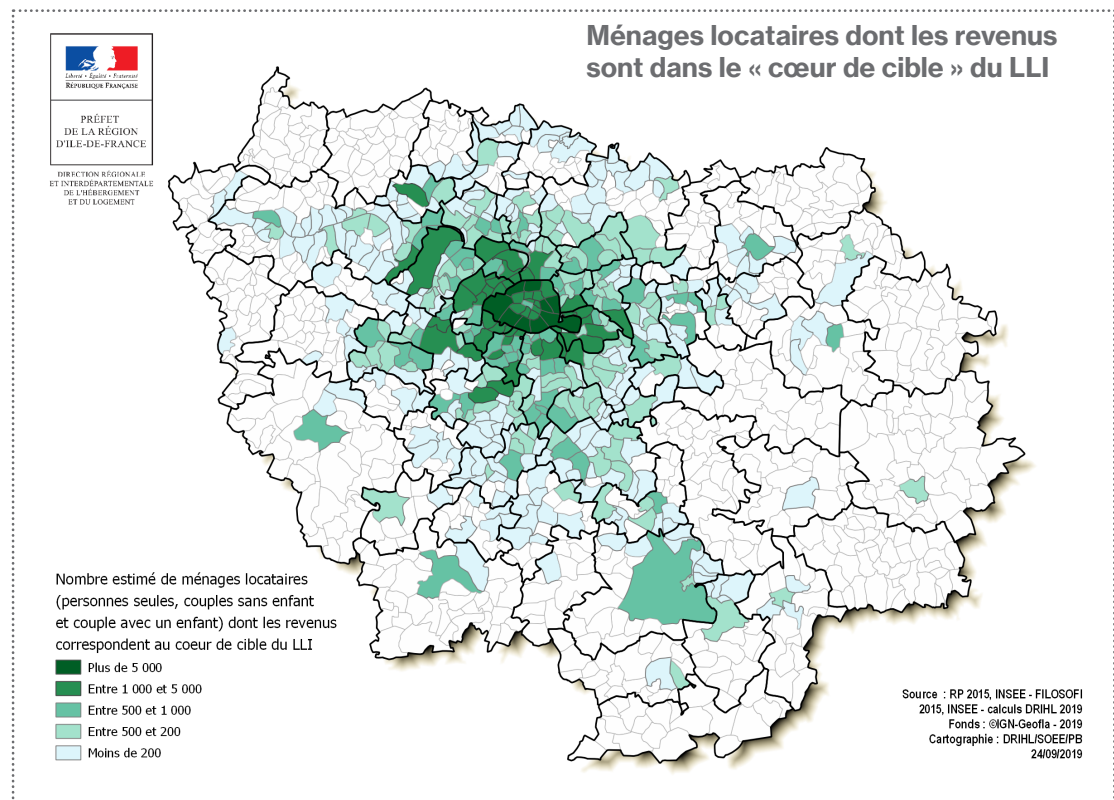 Ménages locataires dont les revenus
sont dans le « cœur de cible » du LLI
Liberté • Égalité • Fraternité
RÉPUBLIQUE FRANÇAISE
PRÉFET
DE LA RÉGION
D'ILE-DE-FRANCE
DIRECTION RÉGIONALE
ET INTERDÉPARTEMENTALE
DE L'HÉBERGEMENT
ET DU LOGEMENT
Nombre estimé de ménages locataires
(personnes seules, couples sans enfant
et couple avec un enfant) dont les revenus
correspondent au coeur de cible du LLI
Plus de 5 000
Entre 1 000 et 5 000
Entre 500 et 1 000
Entre 500 et 200
Moins de 200
Source : RP 2015, INSEE - FILOSOFI
2015, INSEE - calculs DRIHL 2019
Fonds : ©IGN-Geofla - 2019
Cartographie : DRIHL/SOEE/PB
24/09/2019